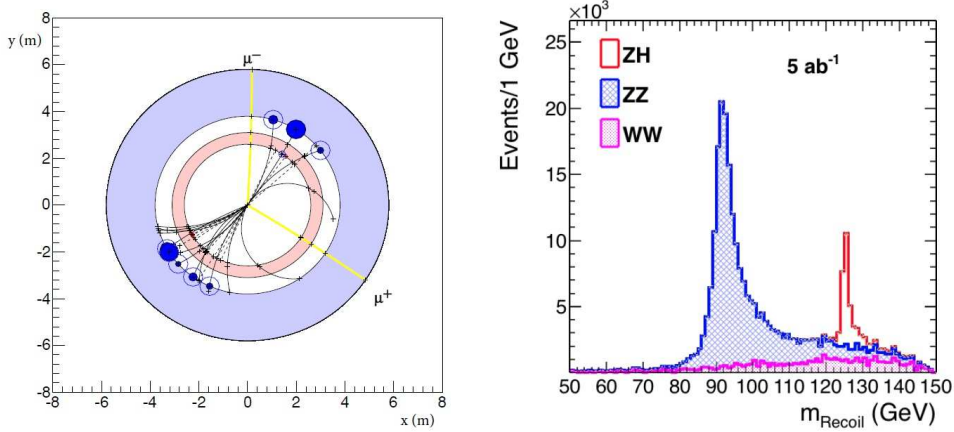 8
y (m)
6
4
2
0
-2
-4
-6
-8
-8 -6 -4 -2 0 2 4 6 8
x (m)
μ−
μ+
×10³
Events/1 GeV
25
20
15
10
5
ZH
ZZ
WW
5 ab⁻¹
50 60 70 80 90 100 110 120 130 140 150
mRecoil (GeV)